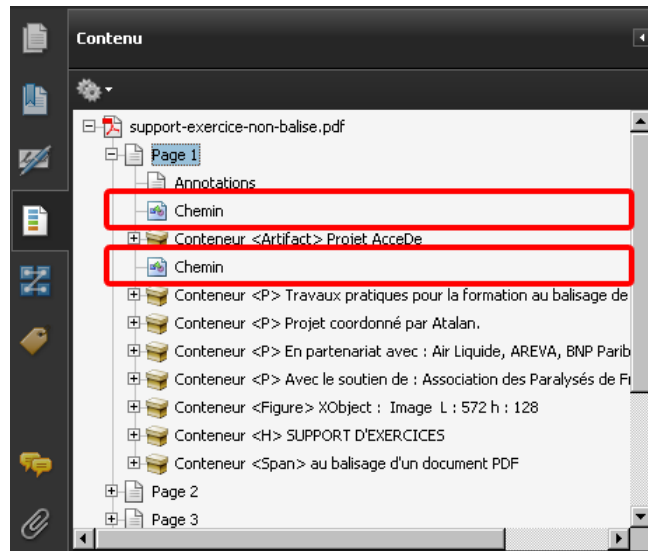 Contenu
support-exercice-non-balise.pdf
Page 1
Annotations
Chemin
Conteneur <Artifact> Projet AcceDe
Chemin
Conteneur <P> Travaux pratiques pour la formation au balisage de
Conteneur <P> Projet coordonné par Atalan.
Conteneur <P> En partenariat avec : Air Liquide, AREVA, BNP Parib
Conteneur <P> Avec le soutien de : Association des Paralysés de Fr
Conteneur <Figure> XObject : Image L : 572 h : 128
Conteneur <H> SUPPORT D'EXERCICES
Conteneur <Span> au balisage d'un document PDF
Page 2
Page 3